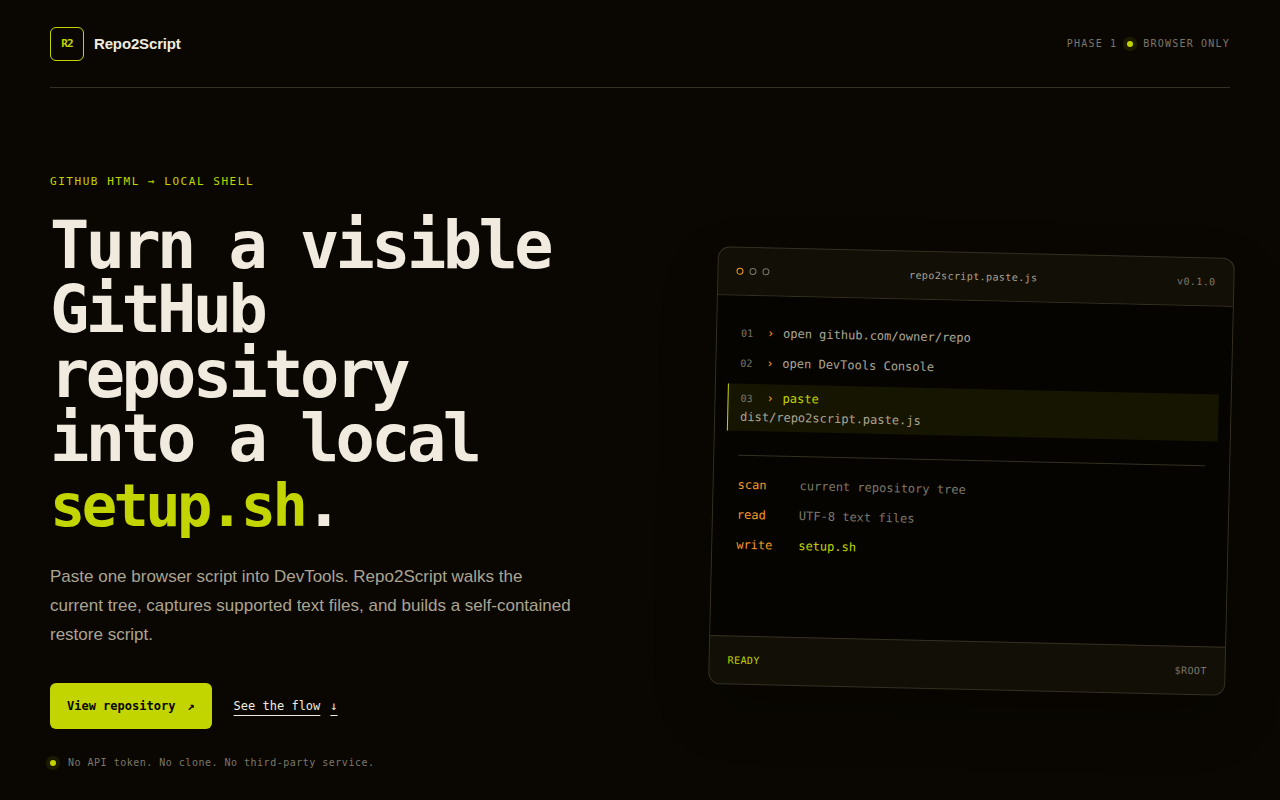 R2 Repo2Script
PHASE 1 BROWSER ONLY
GITHUB HTML → LOCAL SHELL
Turn a visible
GitHub
repository
into a local
setup.sh.
Paste one browser script into DevTools. Repo2Script walks the
current tree, captures supported text files, and builds a self-contained
restore script.
View repository ↗
See the flow ↓
No API token. No clone. No third-party service.
repo2script.paste.js v0.1.0
01 › open github.com/owner/repo
02 › open DevTools Console
03 › paste
dist/repo2script.paste.js
scan current repository tree
read UTF-8 text files
write setup.sh
READY $ROOT